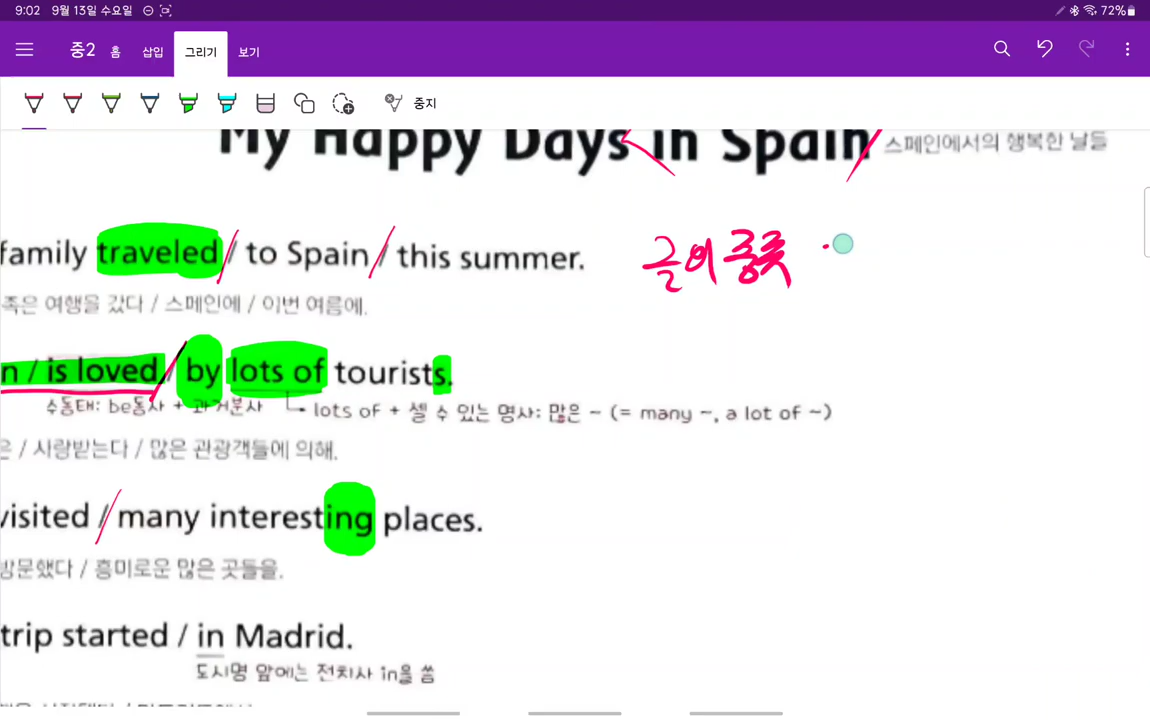 9:02 9월 13일 수요일 72%
중2 홈 삽입 그리기 보기
중지
My Happy Days in Spain 스페인에서의 행복한 날들
family traveled / to Spain / this summer.
글의 종류 :
족은 여행을 갔다 / 스페인에 / 이번 여름에.
n / is loved / by lots of tourists.
수동태: be동사 + 과거분사 lots of + 셀 수 있는 명사: 많은 ~ (= many ~, a lot of ~)
은 / 사랑받는다 / 많은 관광객들에 의해.
visited / many interesting places.
방문했다 / 흥미로운 많은 곳들을.
trip started / in Madrid.
도시명 앞에는 전치사 in을 씀